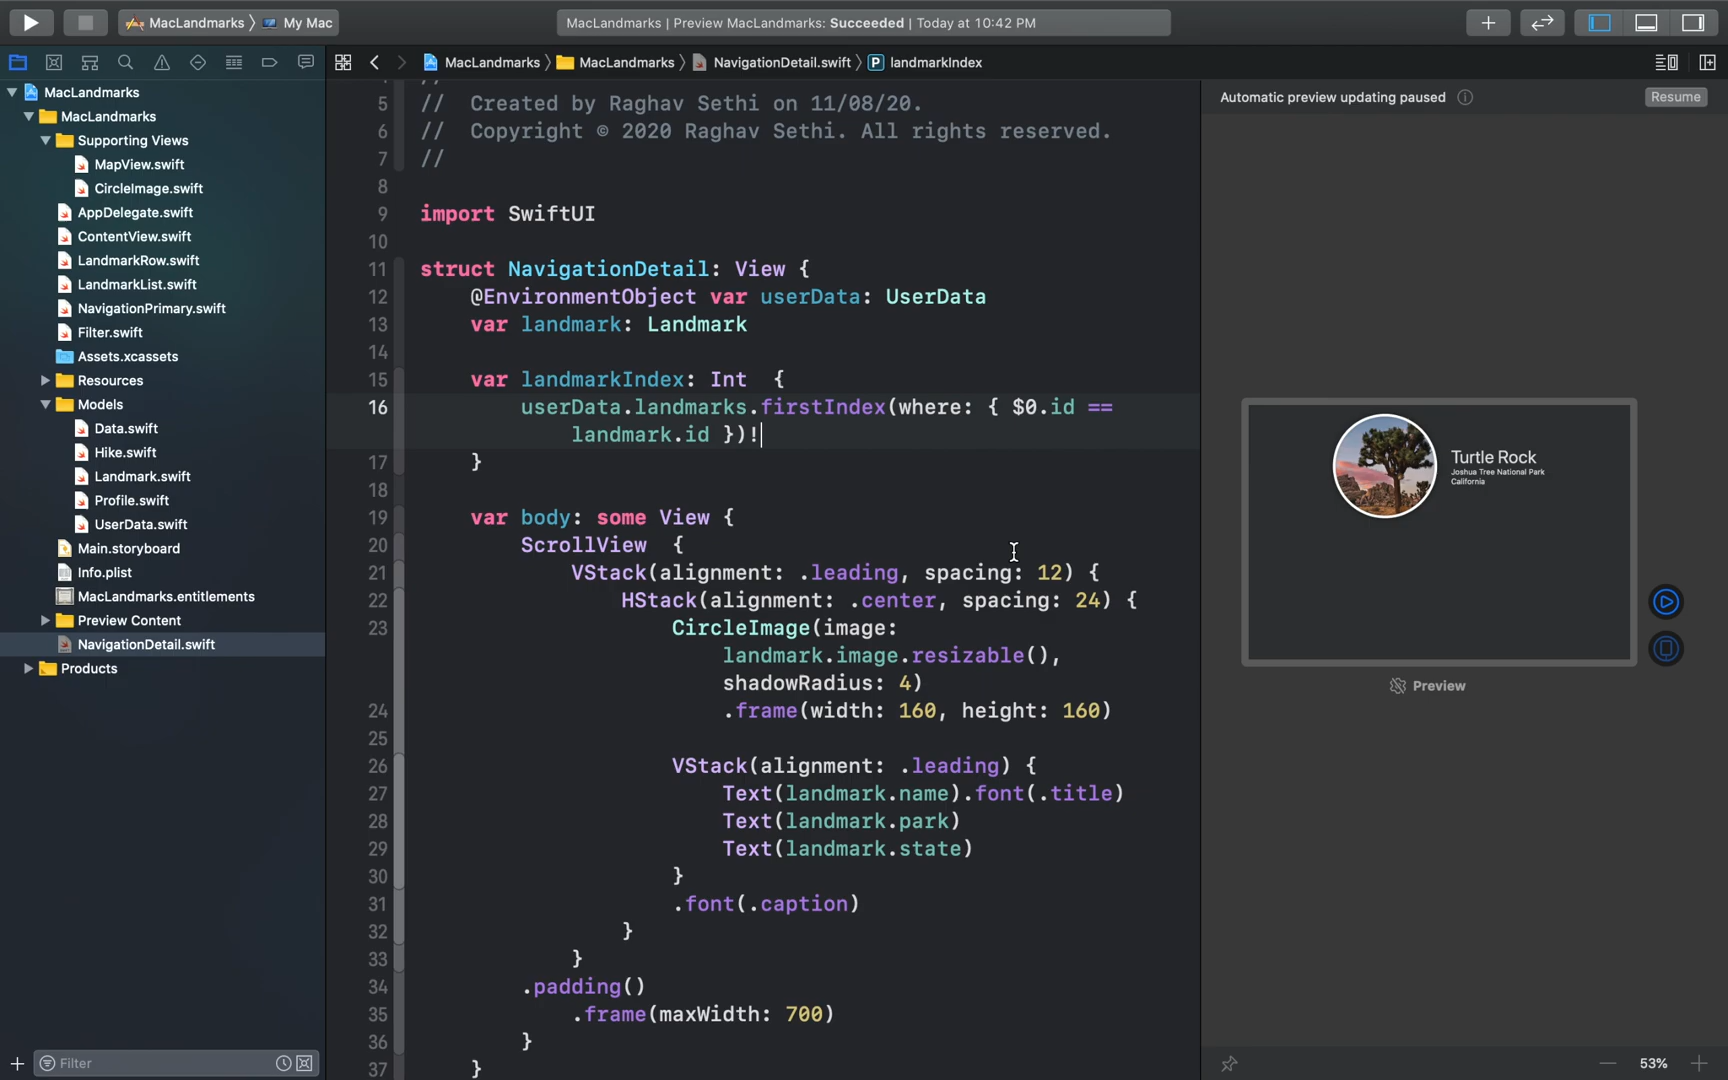 MacLandmarks 〉 My Mac
MacLandmarks | Preview MacLandmarks: Succeeded | Today at 10:42 PM
MacLandmarks 〉 MacLandmarks 〉 NavigationDetail.swift 〉 P landmarkIndex
MacLandmarks
MacLandmarks
Supporting Views
MapView.swift
CircleImage.swift
AppDelegate.swift
ContentView.swift
LandmarkRow.swift
LandmarkList.swift
NavigationPrimary.swift
Filter.swift
Assets.xcassets
Resources
Models
Data.swift
Hike.swift
Landmark.swift
Profile.swift
UserData.swift
Main.storyboard
Info.plist
MacLandmarks.entitlements
Preview Content
NavigationDetail.swift
Products
Filter
5 // Created by Raghav Sethi on 11/08/20.
6 // Copyright © 2020 Raghav Sethi. All rights reserved.
7 //
8
9 import SwiftUI
10
11 struct NavigationDetail: View {
12 @EnvironmentObject var userData: UserData
13 var landmark: Landmark
14
15 var landmarkIndex: Int {
16 userData.landmarks.firstIndex(where: { $0.id ==
landmark.id })!
17 }
18
19 var body: some View {
20 ScrollView {
21 VStack(alignment: .leading, spacing: 12) {
22 HStack(alignment: .center, spacing: 24) {
23 CircleImage(image:
landmark.image.resizable(),
shadowRadius: 4)
24 .frame(width: 160, height: 160)
25
26 VStack(alignment: .leading) {
27 Text(landmark.name).font(.title)
28 Text(landmark.park)
29 Text(landmark.state)
30 }
31 .font(.caption)
32 }
33 }
34 .padding()
35 .frame(maxWidth: 700)
36 }
37 }
Automatic preview updating paused
Resume
Turtle Rock
Joshua Tree National Park
California
Preview
53%